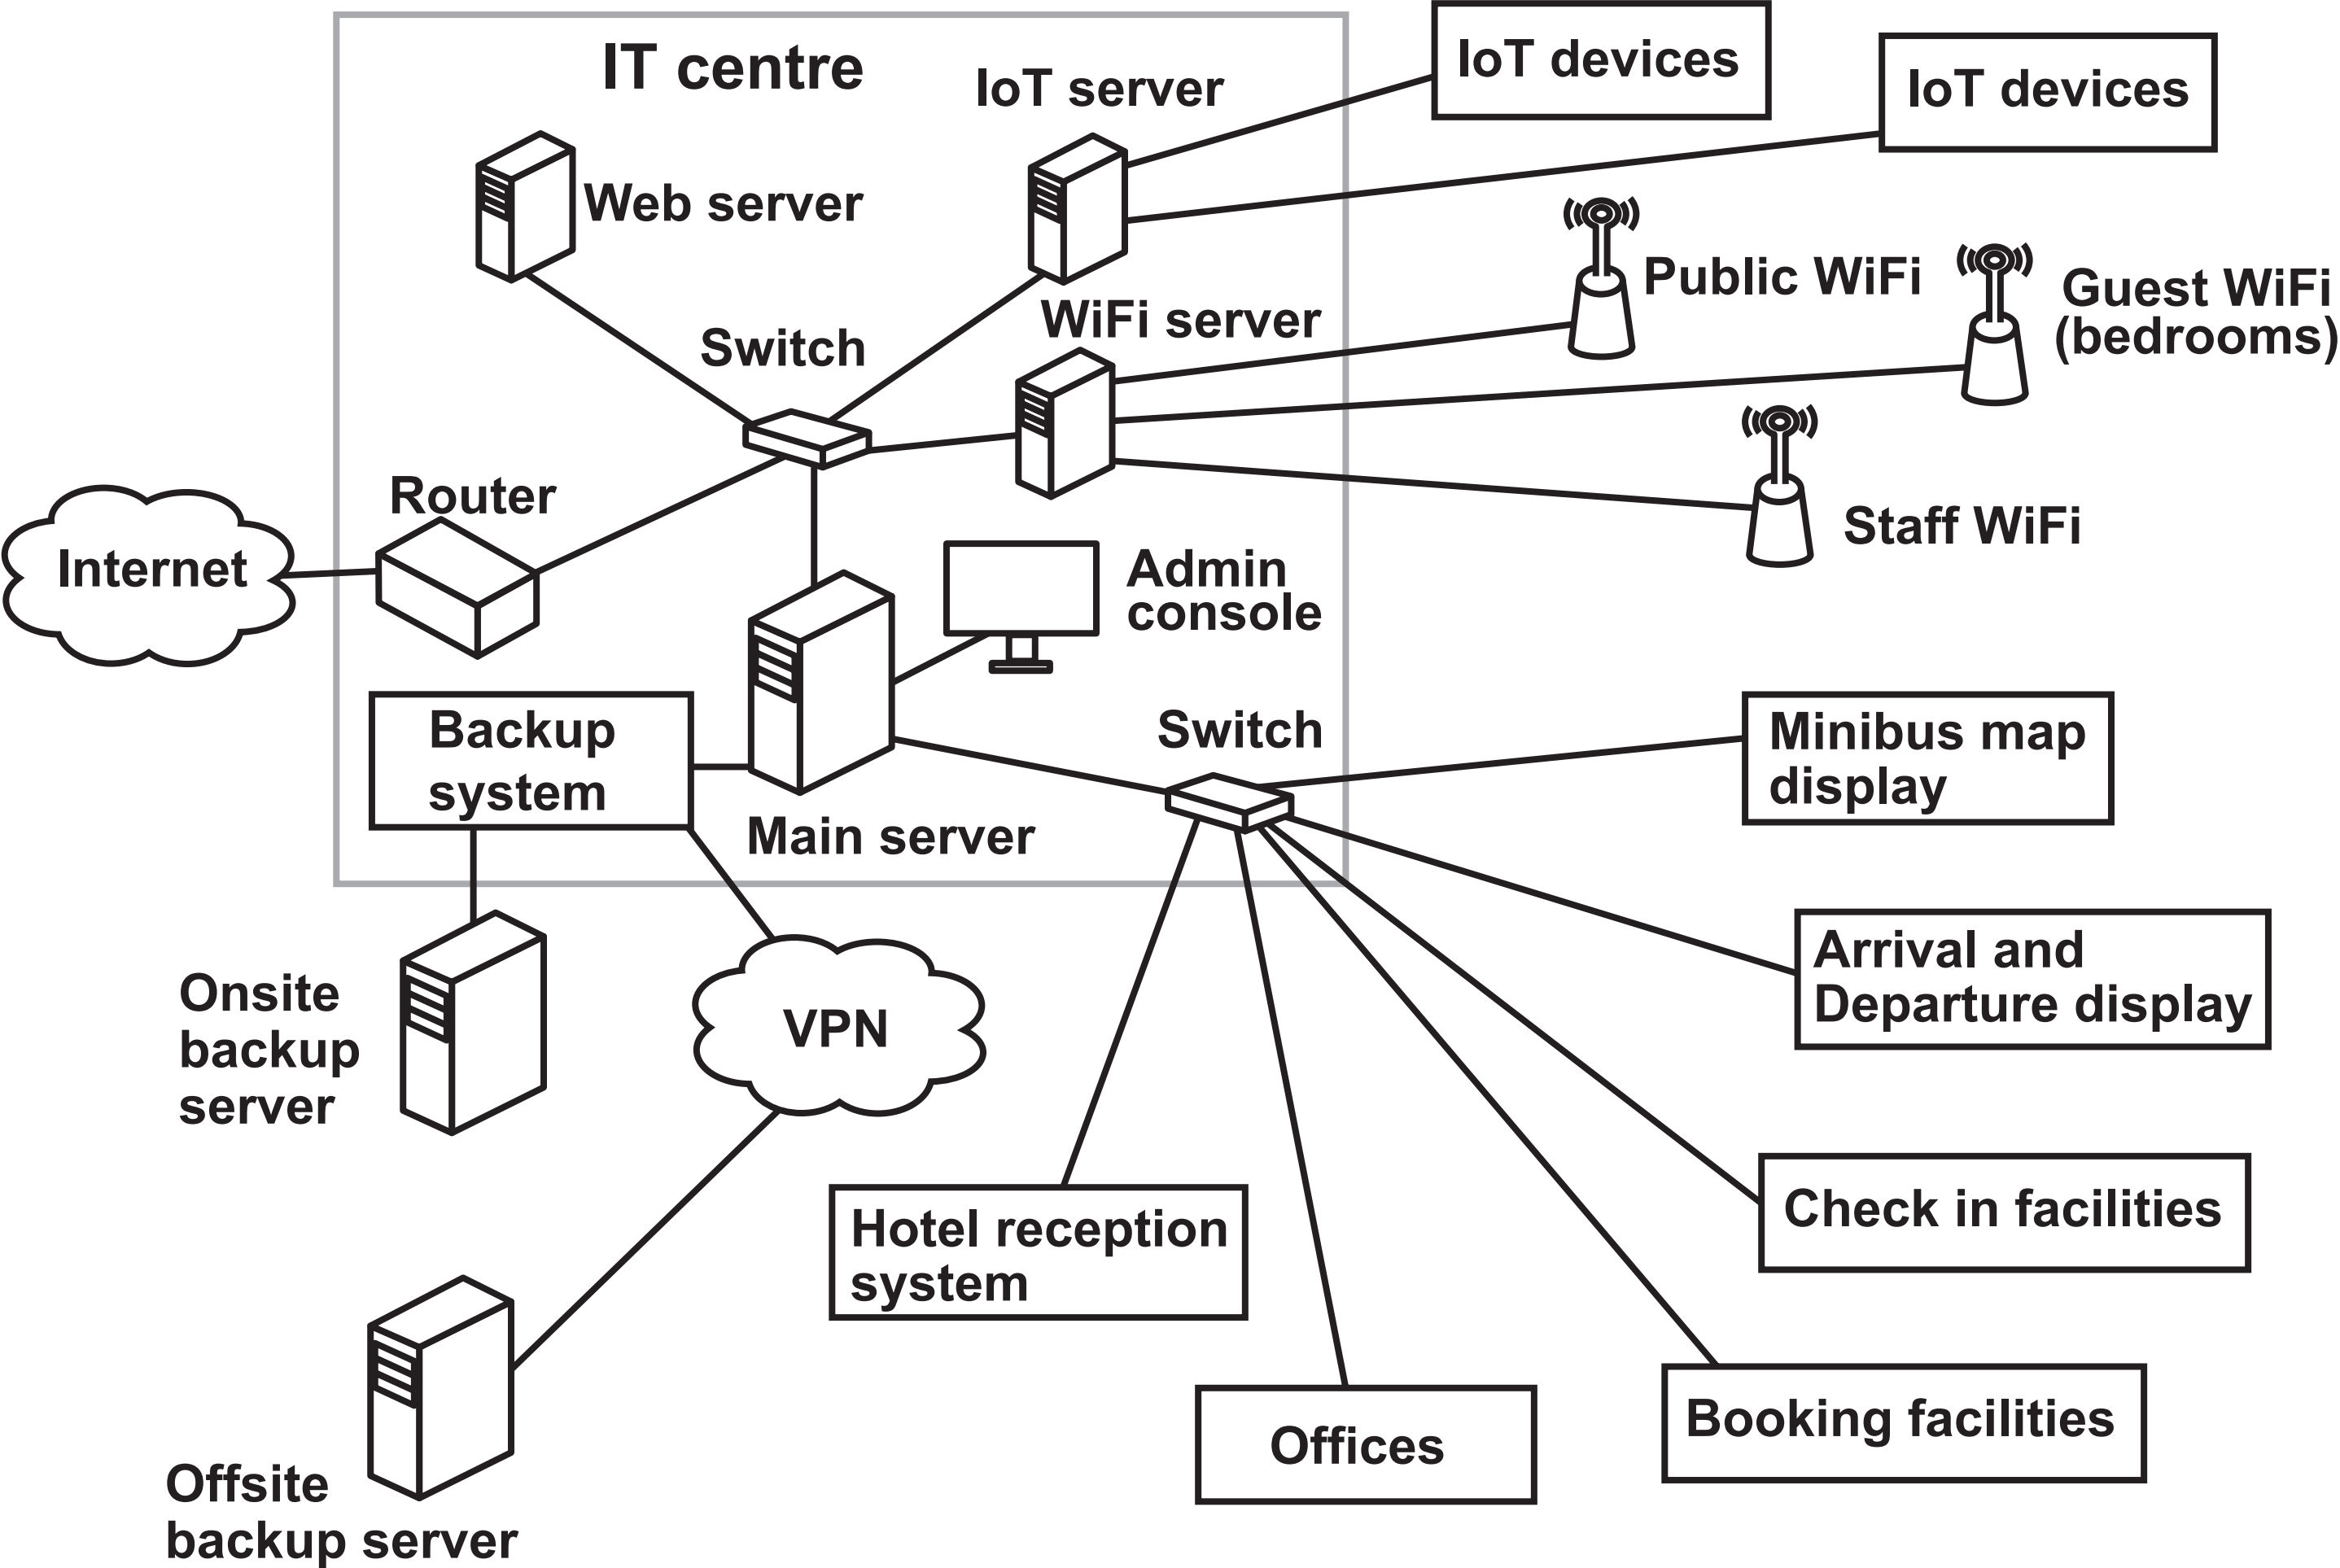 IT centre
IoT server
IoT devices
IoT devices
Web server
Public WiFi
Guest WiFi
(bedrooms)
WiFi server
Switch
Router
Staff WiFi
Internet
Admin
console
Backup
system
Switch
Minibus map
display
Main server
Arrival and
Departure display
Onsite
backup
server
VPN
Check in facilities
Hotel reception
system
Booking facilities
Offices
Offsite
backup server